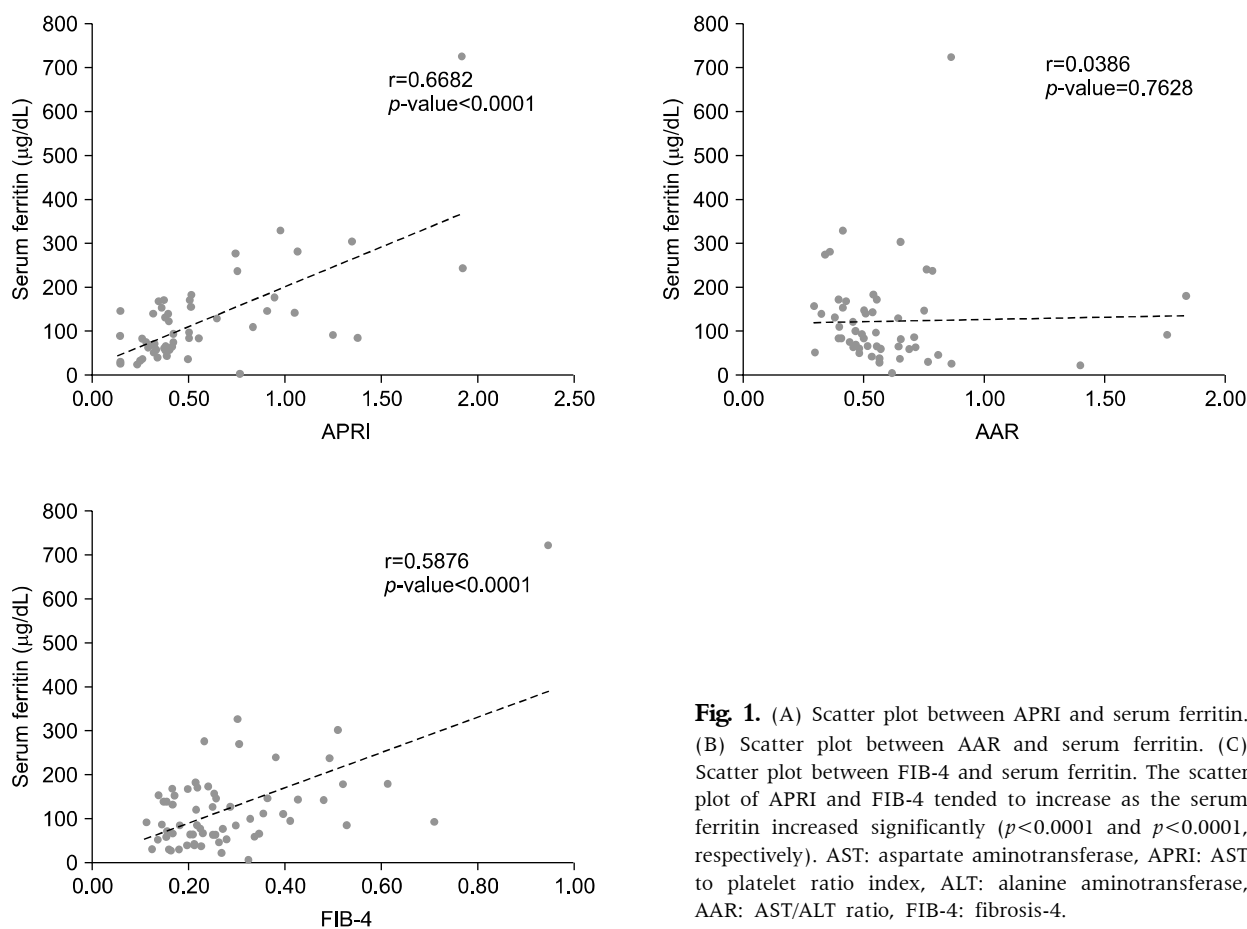 800
700
600
500
400
300
200
100
0
Serum ferritin (μg/dL)
r=0.6682
p-value<0.0001
0.00 0.50 1.00 1.50 2.00 2.50
APRI
800
700
600
500
400
300
200
100
0
Serum ferritin (μg/dL)
r=0.0386
p-value=0.7628
0.00 0.50 1.00 1.50 2.00
AAR
800
700
600
500
400
300
200
100
0
Serum ferritin (μg/dL)
r=0.5876
p-value<0.0001
0.00 0.20 0.40 0.60 0.80 1.00
FIB-4
Fig. 1. (A) Scatter plot between APRI and serum ferritin.
(B) Scatter plot between AAR and serum ferritin. (C)
Scatter plot between FIB-4 and serum ferritin. The scatter
plot of APRI and FIB-4 tended to increase as the serum
ferritin increased significantly (p<0.0001 and p<0.0001,
respectively). AST: aspartate aminotransferase, APRI: AST
to platelet ratio index, ALT: alanine aminotransferase,
AAR: AST/ALT ratio, FIB-4: fibrosis-4.